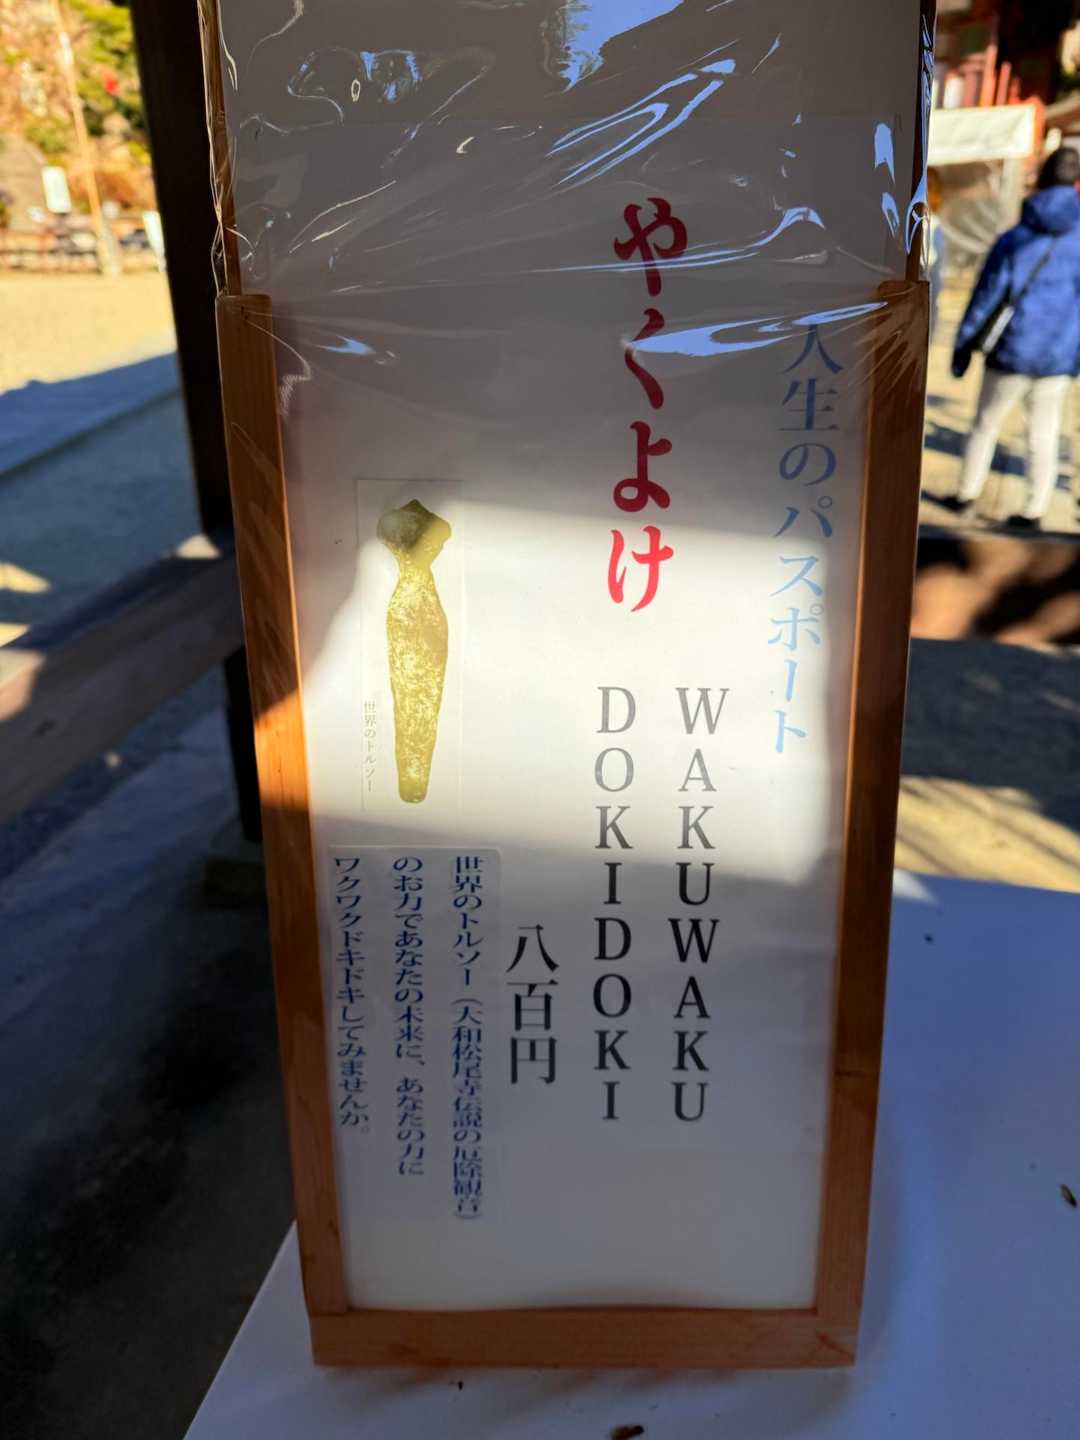 人生のパスポート
やくよけ
WAKUWAKU
DOKIDOKI
八百円
世界のトルソー
世界のトルソー（大和松尾寺伝説の厄除観音）
のお力であなたの未来に、あなたの力に
ワクワクドキドキしてみませんか。